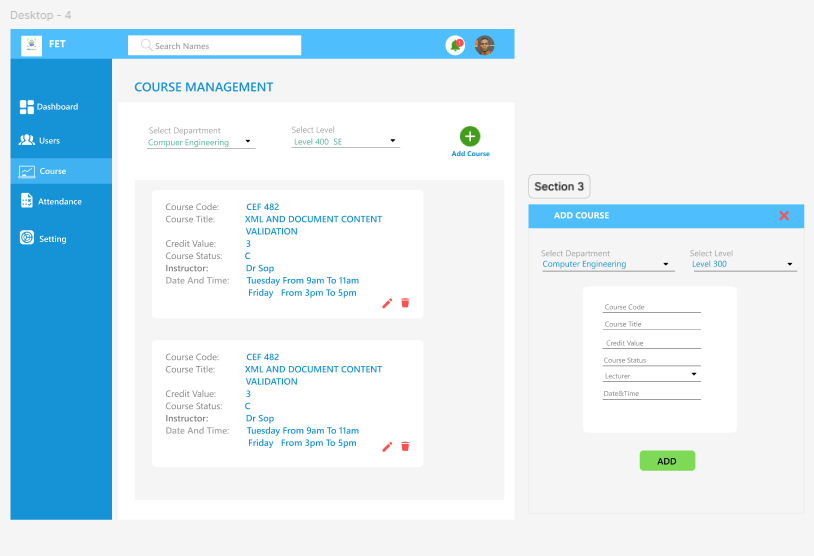 Desktop - 4
FET
Search Names
Dashboard
Users
Course
Attendance
Setting
COURSE MANAGEMENT
Select Deparrtment
Select Level
Compuer Engineering
Level 400 SE
Add Course
Course Code: CEF 482
Course Title: XML AND DOCUMENT CONTENT
VALIDATION
Credit Value: 3
Course Status: C
Instructor: Dr Sop
Date And Time: Tuesday From 9am To 11am
Friday From 3pm To 5pm
Course Code: CEF 482
Course Title: XML AND DOCUMENT CONTENT
VALIDATION
Credit Value: 3
Course Status: C
Instructor: Dr Sop
Date And Time: Tuesday From 9am To 11am
Friday From 3pm To 5pm
Section 3
ADD COURSE
Select Department
Select Level
Computer Engineering
Level 300
Course Code
Course Title
Credit Value
Course Status
Lecturer
Date&Time
ADD